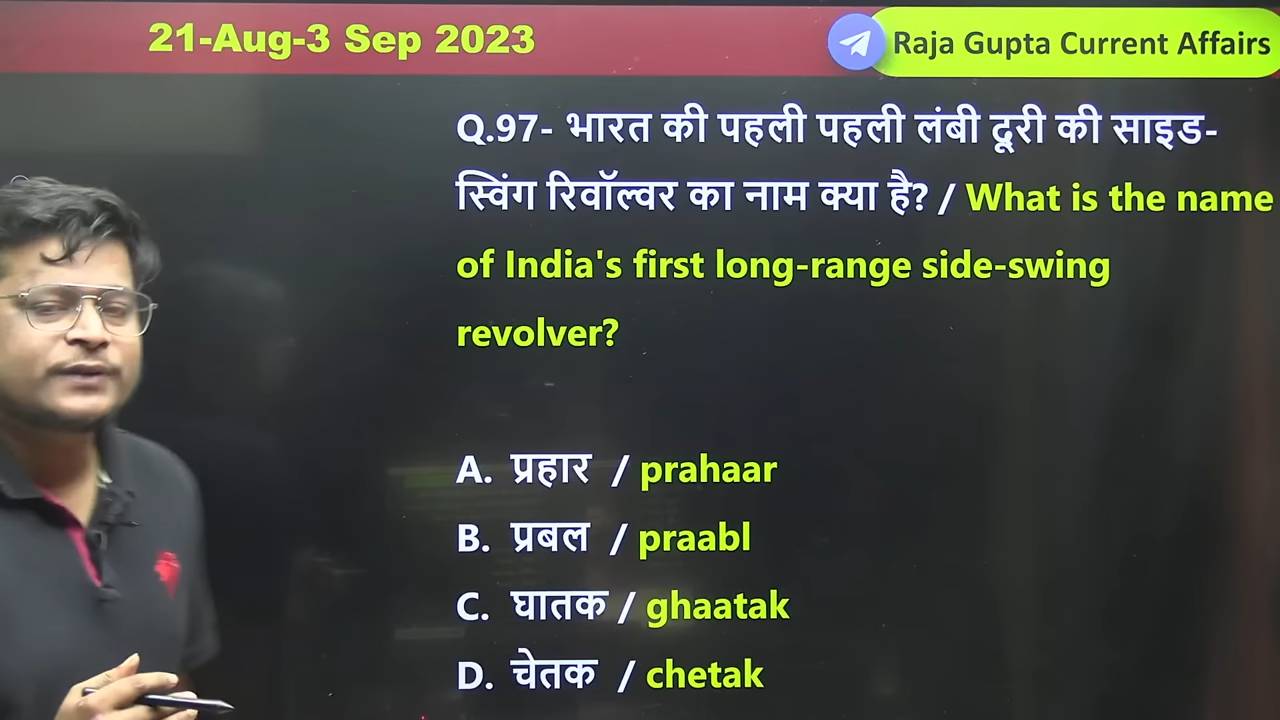 21-Aug-3 Sep 2023
Raja Gupta Current Affairs
Q.97- भारत की पहली पहली लंबी दूरी की साइड-
स्विंग रिवॉल्वर का नाम क्या है? / What is the name
of India's first long-range side-swing
revolver?
A. प्रहार / prahaar
B. प्रबल / praabl
C. घातक / ghaatak
D. चेतक / chetak